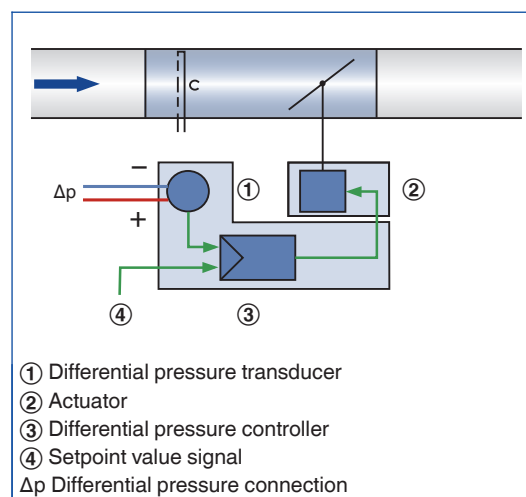 C
−
Δp
+
①
②
④
③
① Differential pressure transducer
② Actuator
③ Differential pressure controller
④ Setpoint value signal
Δp Differential pressure connection